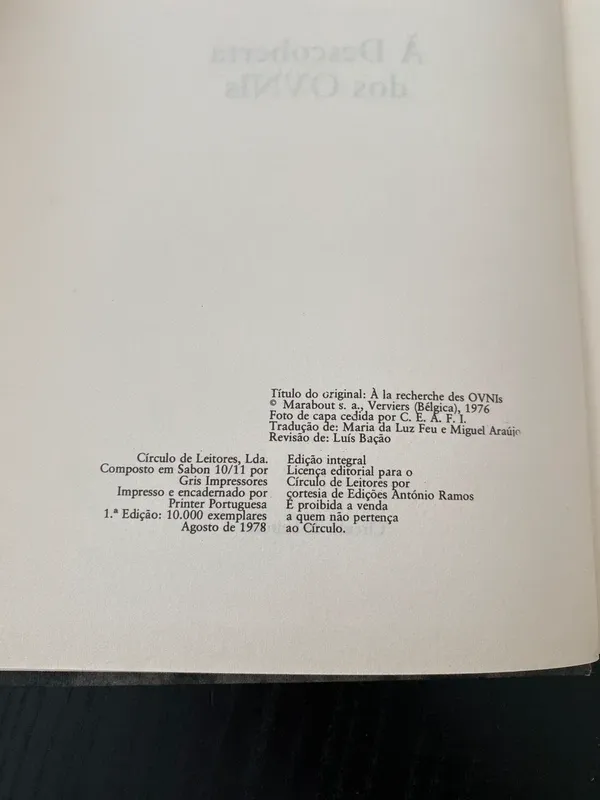 À Descoberta
dos OVNIs
Título do original: À la recherche des OVNIs
© Marabout s. a., Verviers (Bélgica), 1976
Foto de capa cedida por C. E. A. F. I.
Tradução de: Maria da Luz Feu e Miguel Araújo
Revisão de: Luís Bação
Círculo de Leitores, Lda.
Composto em Sabon 10/11 por
Gris Impressores
Impresso e encadernado por
Printer Portuguesa
1.ª Edição: 10.000 exemplares
Agosto de 1978
Edição integral
Licença editorial para o
Círculo de Leitores por
cortesia de Edições António Ramos
É proibida a venda
a quem não pertença
ao Círculo.